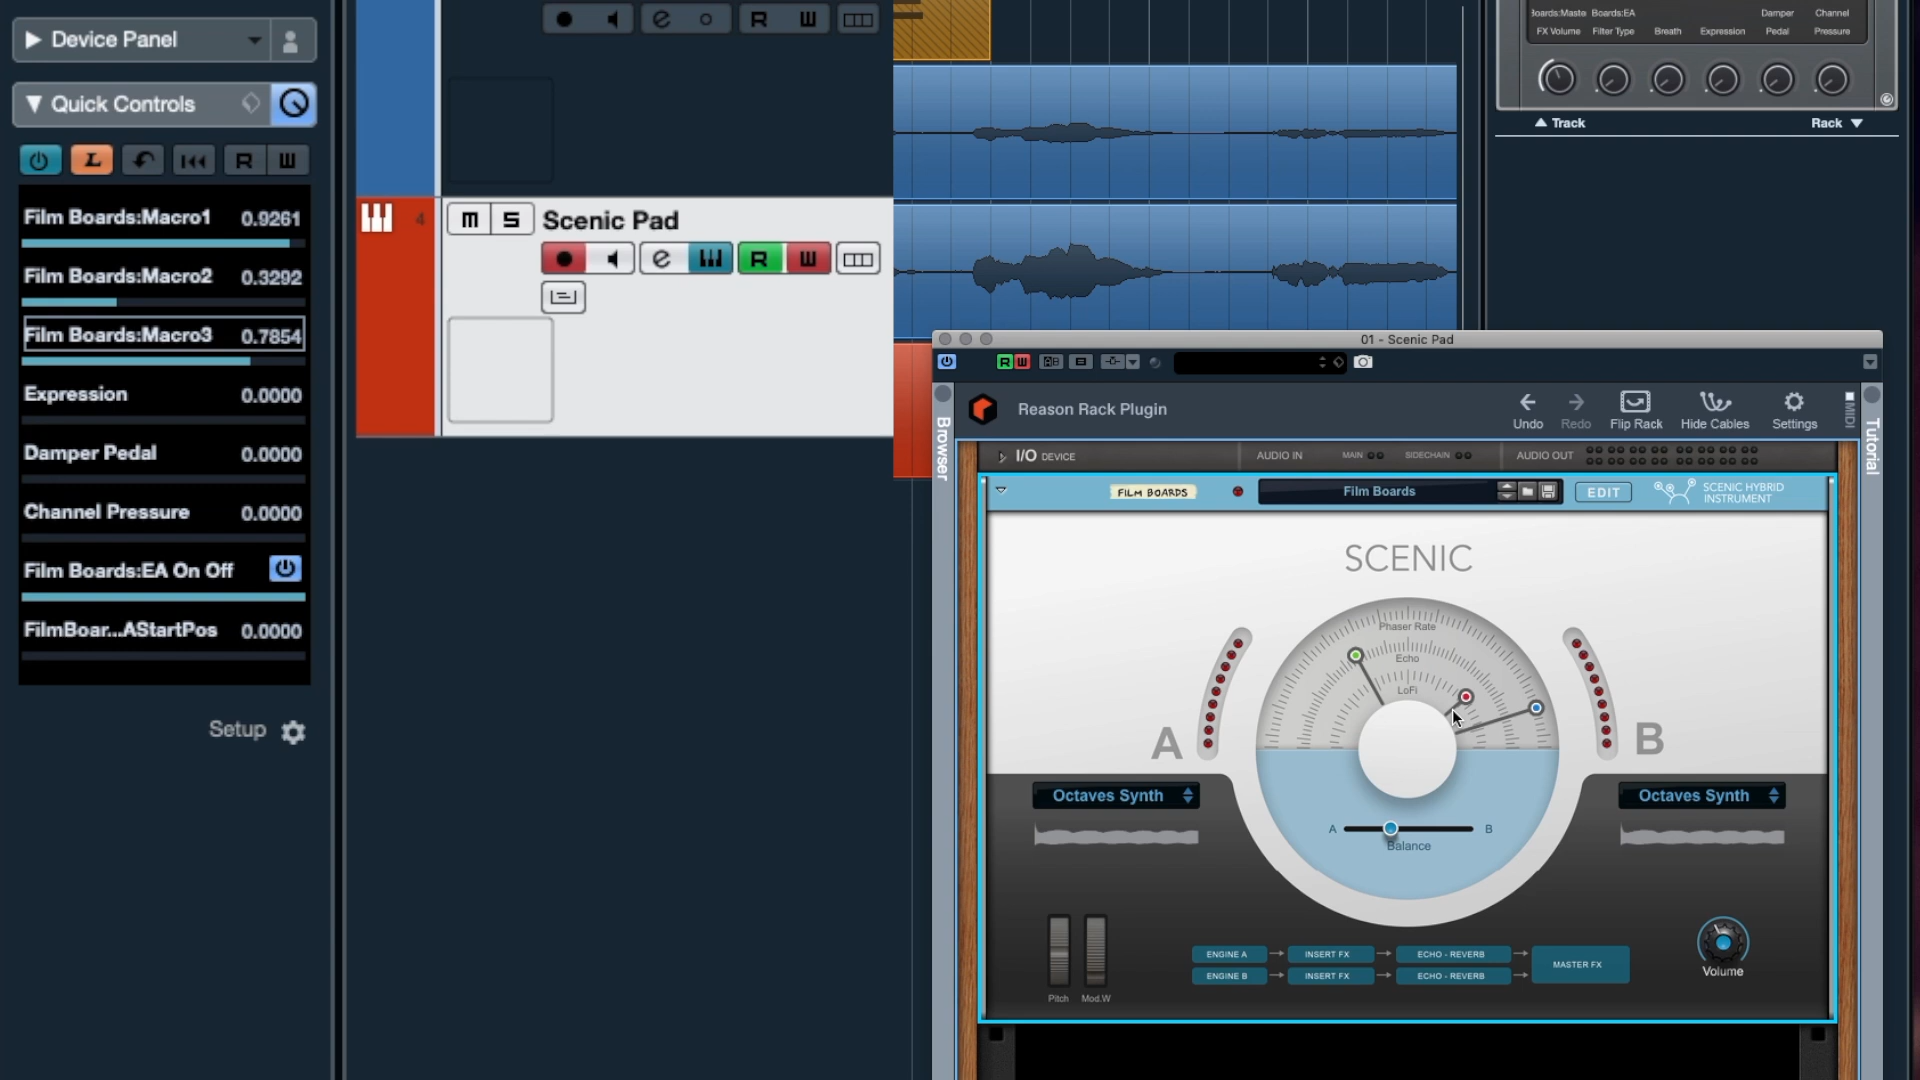 Device Panel
Quick Controls
L
R W
Film Boards:Macro1 0.9261
Film Boards:Macro2 0.3292
Film Boards:Macro3 0.7854
Expression 0.0000
Damper Pedal 0.0000
Channel Pressure 0.0000
Film Boards:EA On Off
FilmBoar...AStartPos 0.0000
Setup
e R W
4 M S Scenic Pad
e R W
Boards:EA Damper Channel
FX Volume Filter Type Breath Expression Pedal Pressure
Track Rack
01 - Scenic Pad
R W
Reason Rack Plugin
Undo Redo Flip Rack Hide Cables Settings
MIDI
Browser
Tutorial
I/O DEVICE AUDIO IN MAIN SIDECHAIN AUDIO OUT
FILM BOARDS Film Boards EDIT SCENIC HYBRID
INSTRUMENT
SCENIC
Phaser Rate
Echo
LoFi
A B
Octaves Synth Octaves Synth
A B
Balance
ENGINE A INSERT FX ECHO - REVERB
MASTER FX
ENGINE B INSERT FX ECHO - REVERB
Volume
Pitch Mod.W